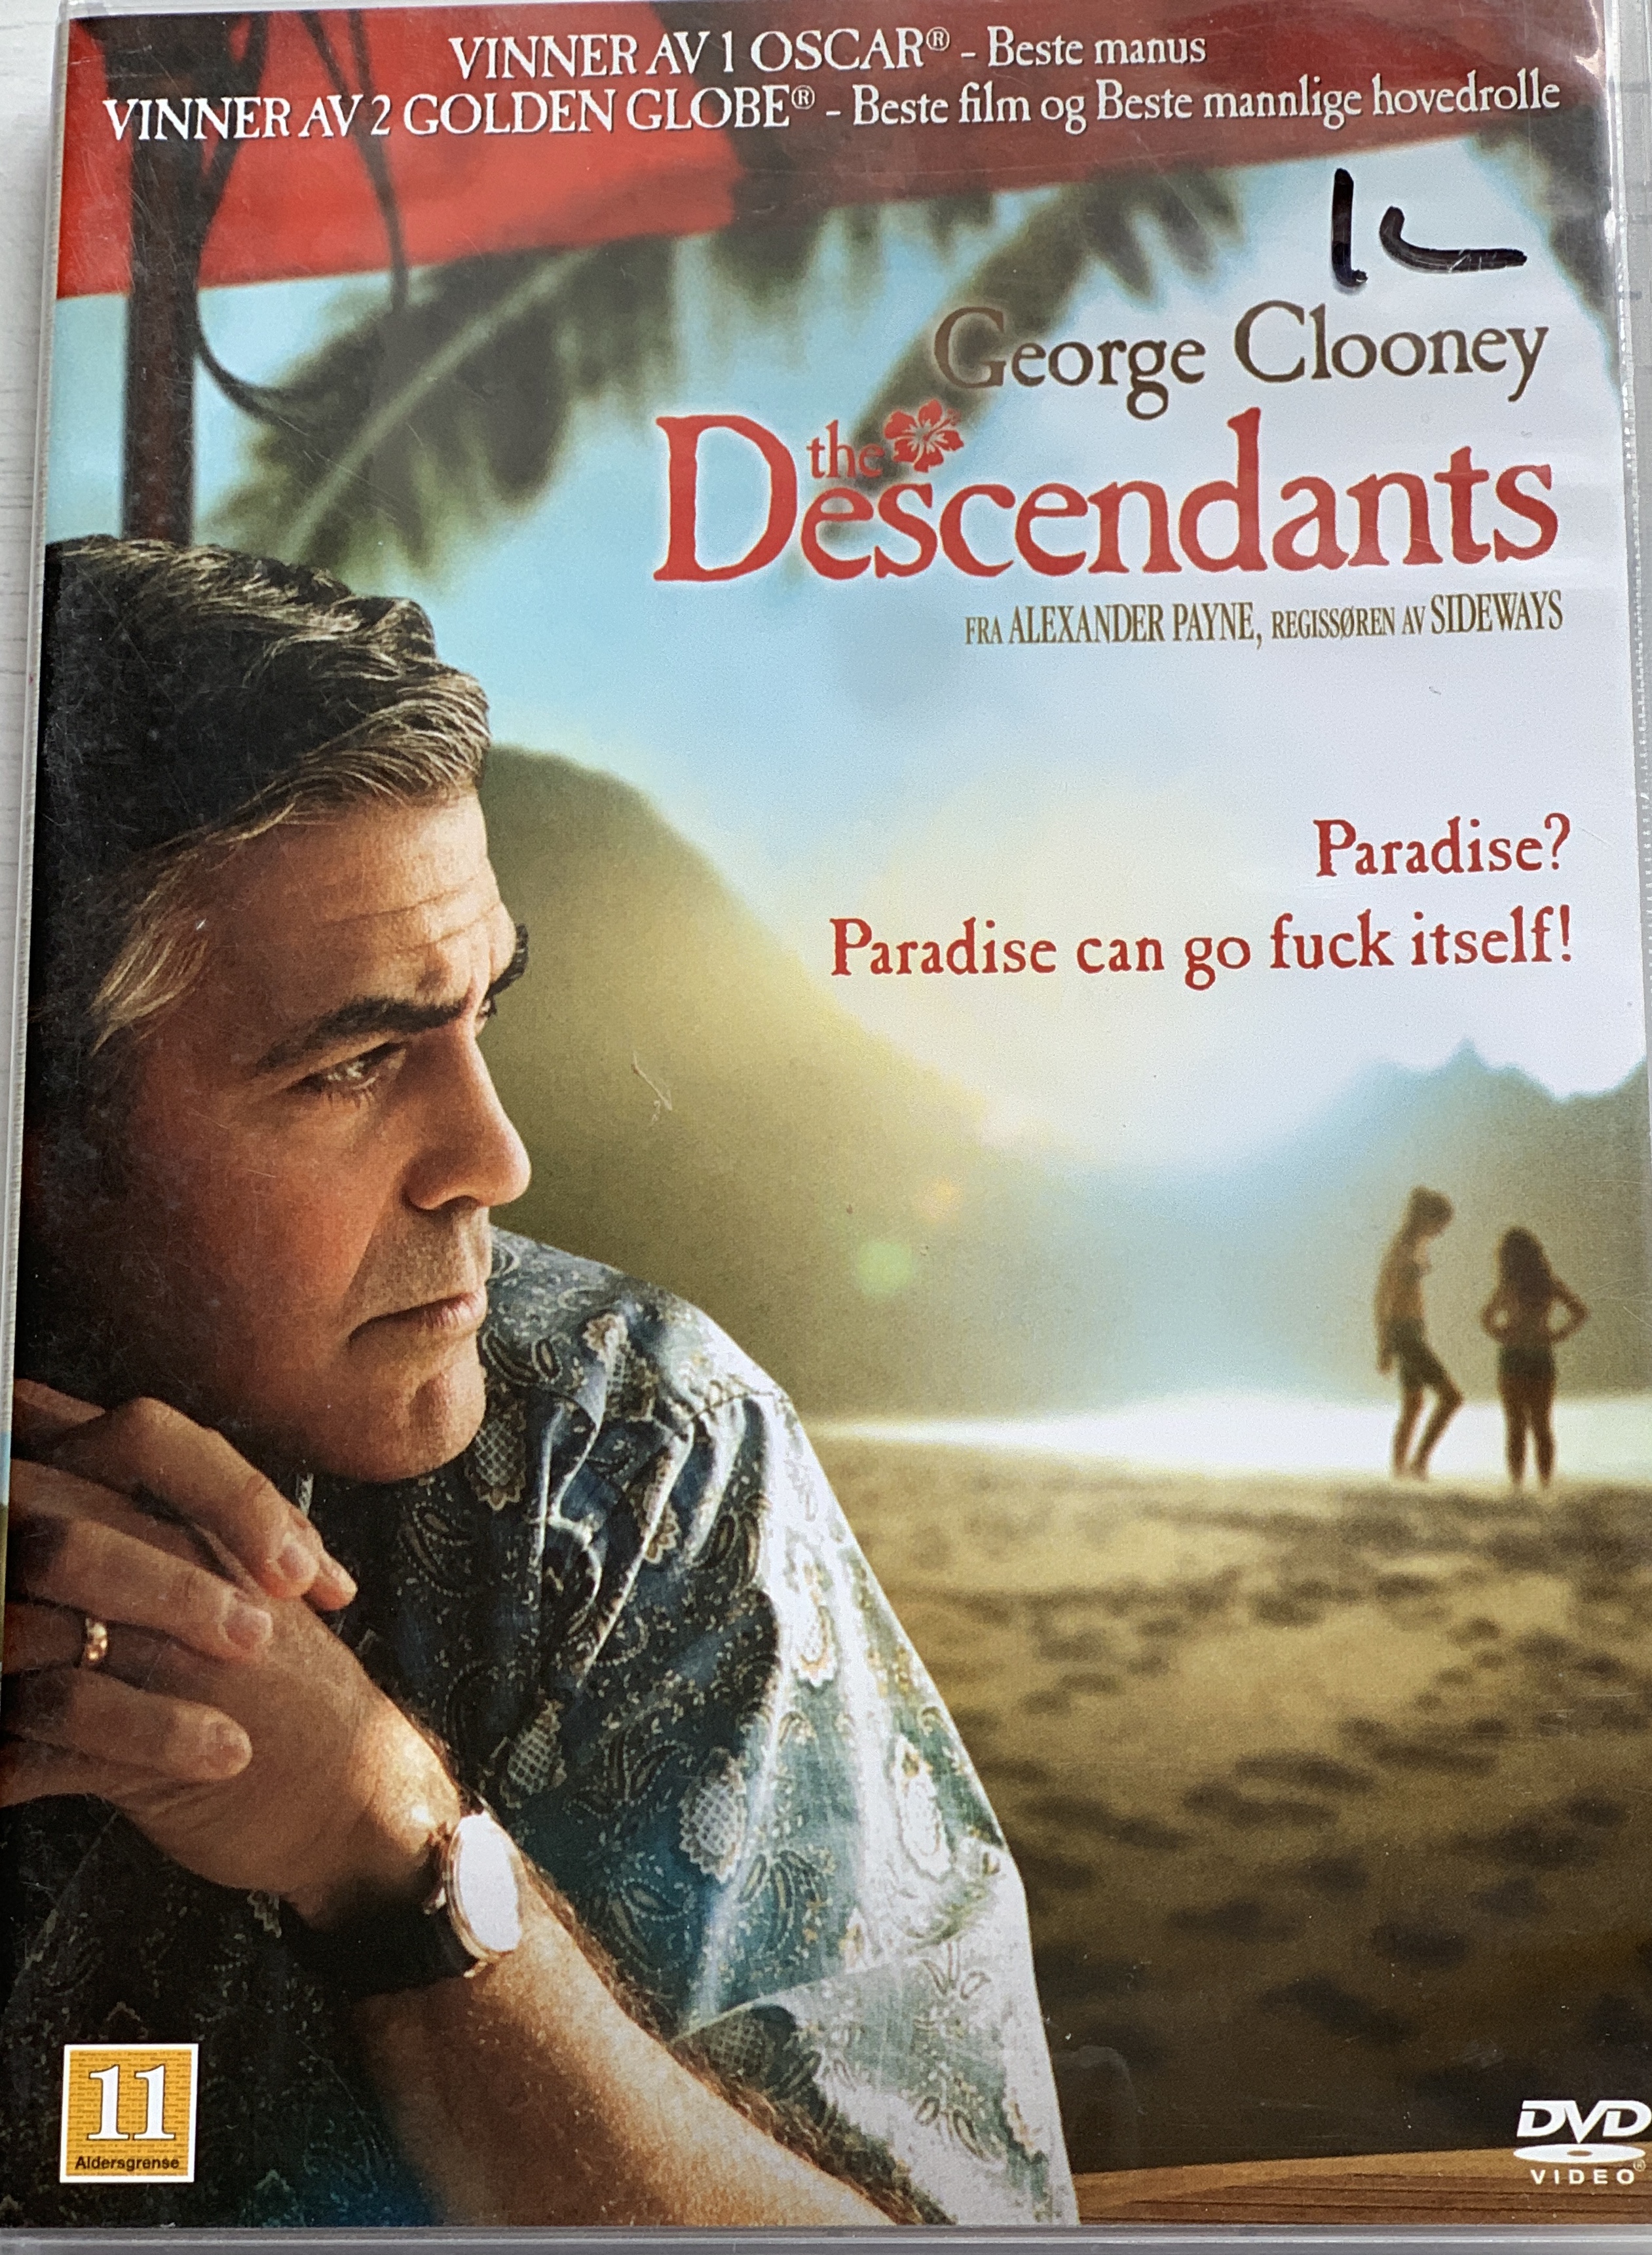 VINNER AV 1 OSCAR® - Beste manus
VINNER AV 2 GOLDEN GLOBE® - Beste film og Beste mannlige hovedrolle
George Clooney
the Descendants
FRA ALEXANDER PAYNE, REGISSØREN AV SIDEWAYS
Paradise?
Paradise can go fuck itself!
11
Aldersgrense
DVD
VIDEO®